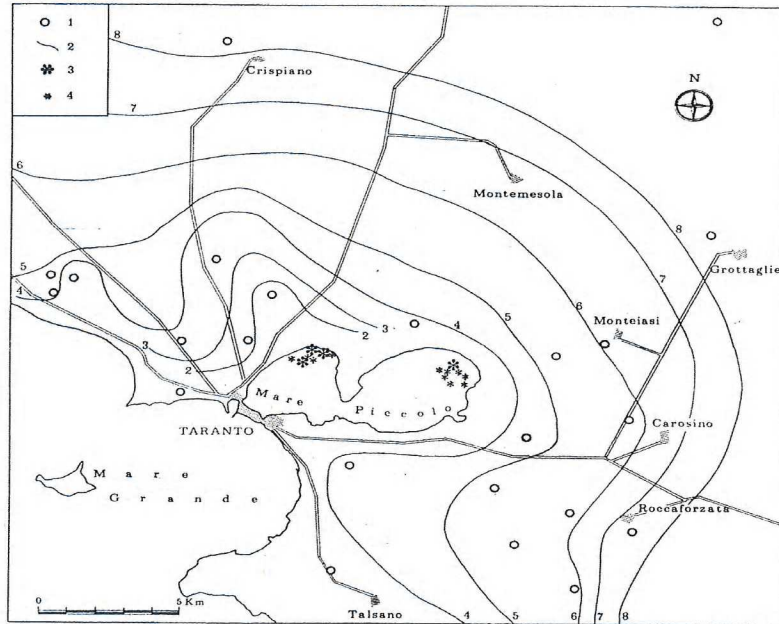 1
2
3
4
8
7
6
5
4
3
2
Crispiano
N
Montemesola
8
7
6
5
4
3
2
Grottaglie
Monteiasi
Mare Piccolo
TARANTO
Carosino
Mare Grande
Roccaforzata
0 5 Km
Talsano
4 5 6 7 8